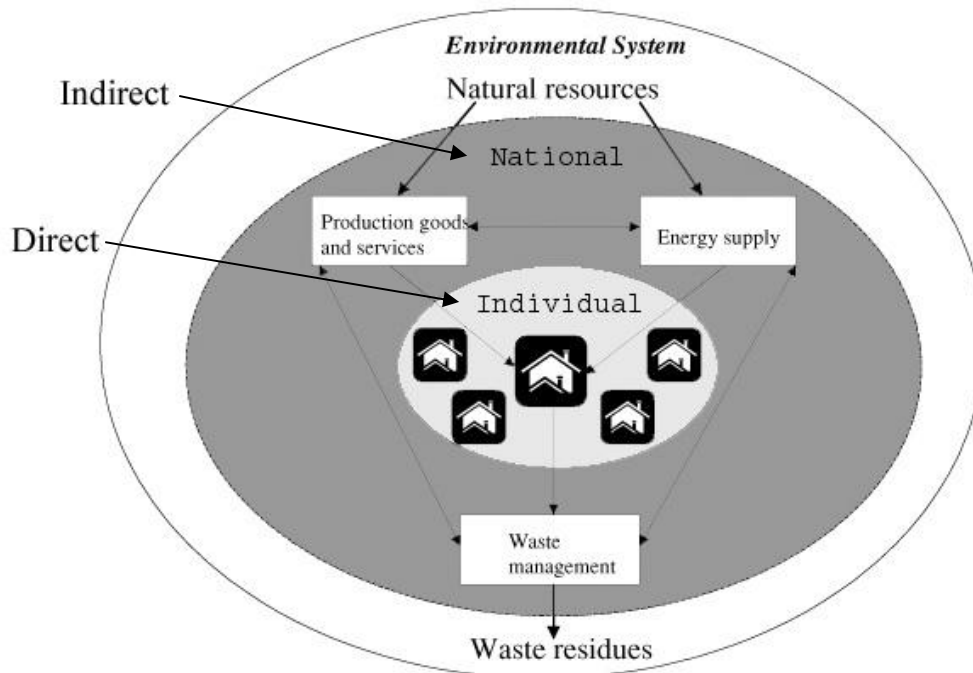 Environmental System
Indirect
Natural resources
National
Production goods
and services
Energy supply
Direct
Individual
Waste
management
Waste residues